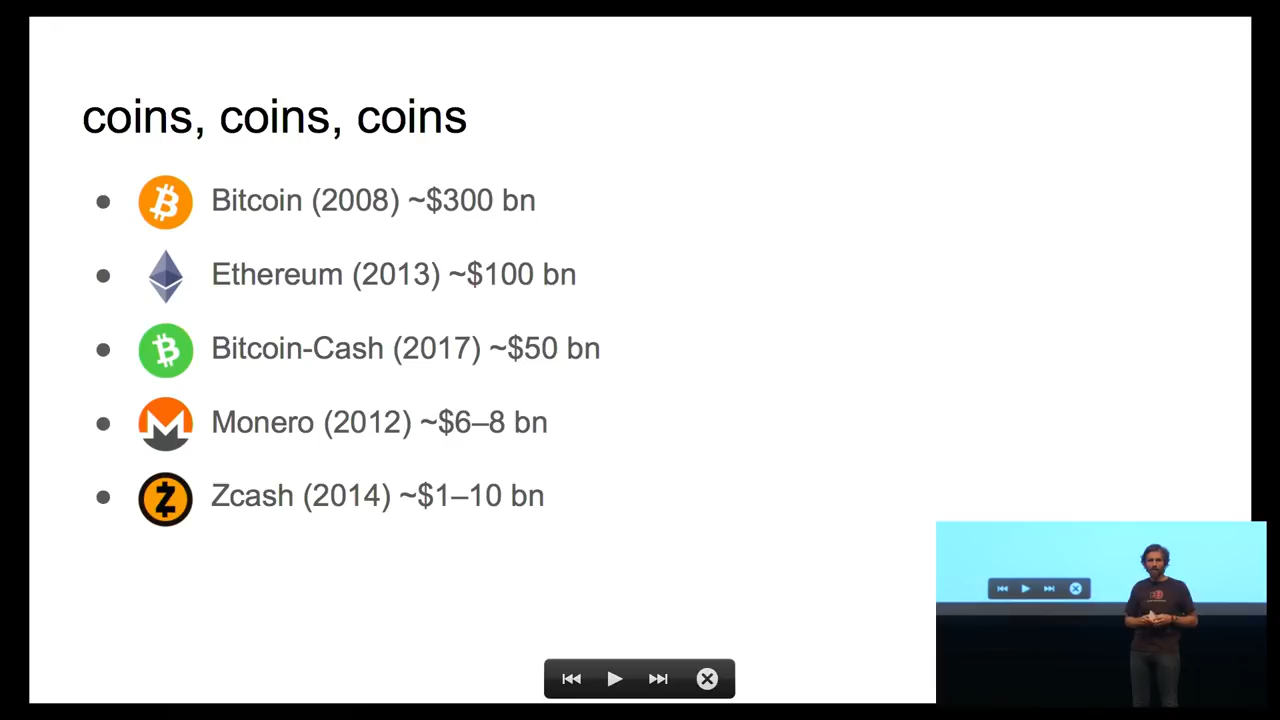 coins, coins, coins
● Bitcoin (2008) ~$300 bn
● Ethereum (2013) ~$100 bn
● Bitcoin-Cash (2017) ~$50 bn
● Monero (2012) ~$6–8 bn
● Zcash (2014) ~$1–10 bn